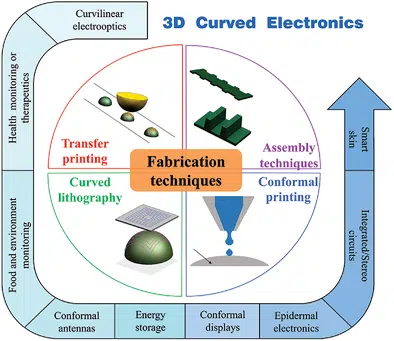 Curvilinear
electrooptics
3D Curved Electronics
Health monitoring or
therapeutics
Transfer
printing
Assembly
techniques
Fabrication
techniques
Curved
lithography
Conformal
printing
Smart
skin
Food and environment
monitoring
Integrated/Stereo
circuits
Conformal
antennas
Energy
storage
Conformal
displays
Epidermal
electronics